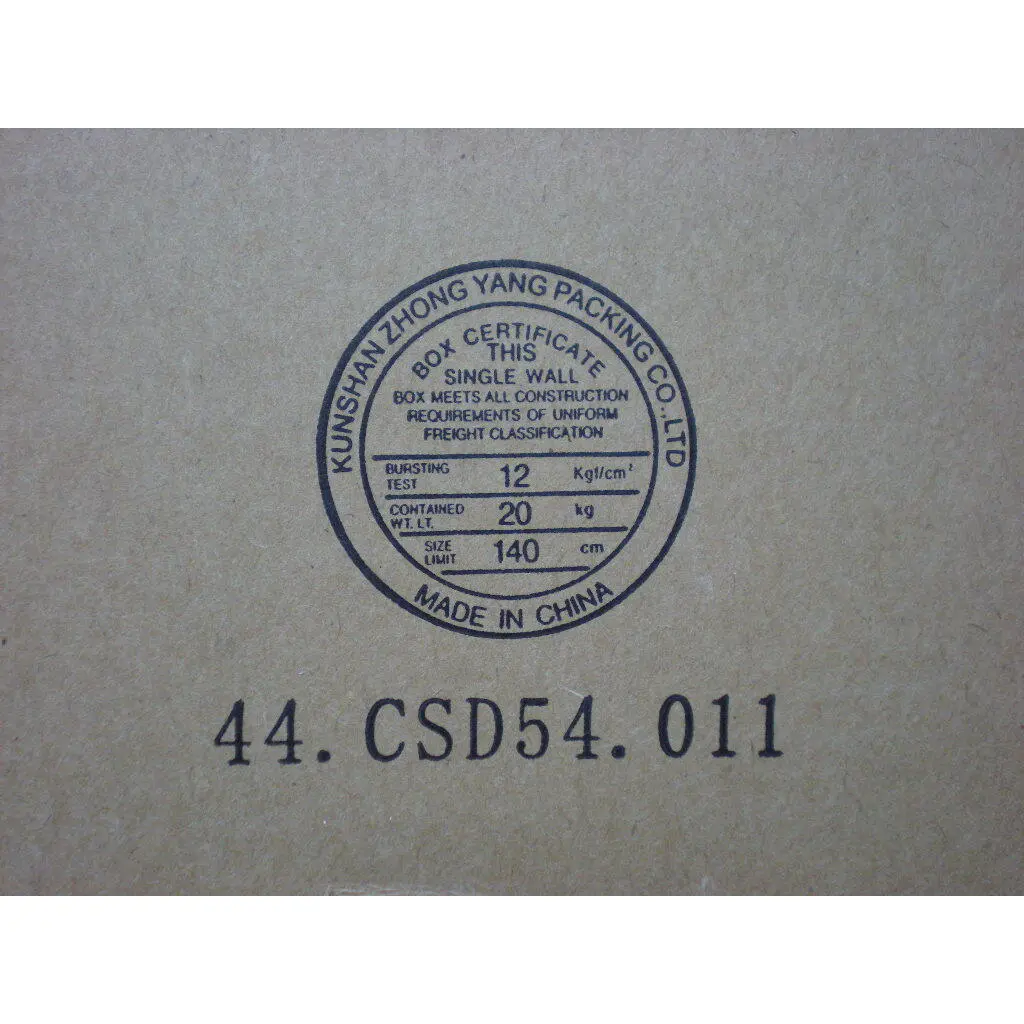 KUNSHAN ZHONG YANG PACKING CO.,LTD
BOX CERTIFICATE
THIS
SINGLE WALL
BOX MEETS ALL CONSTRUCTION
REQUIREMENTS OF UNIFORM
FREIGHT CLASSIFICATION
BURSTING TEST 12 Kgf/cm²
CONTAINED WT. LT. 20 kg
SIZE LIMIT 140 cm
MADE IN CHINA
44.CSD54.011